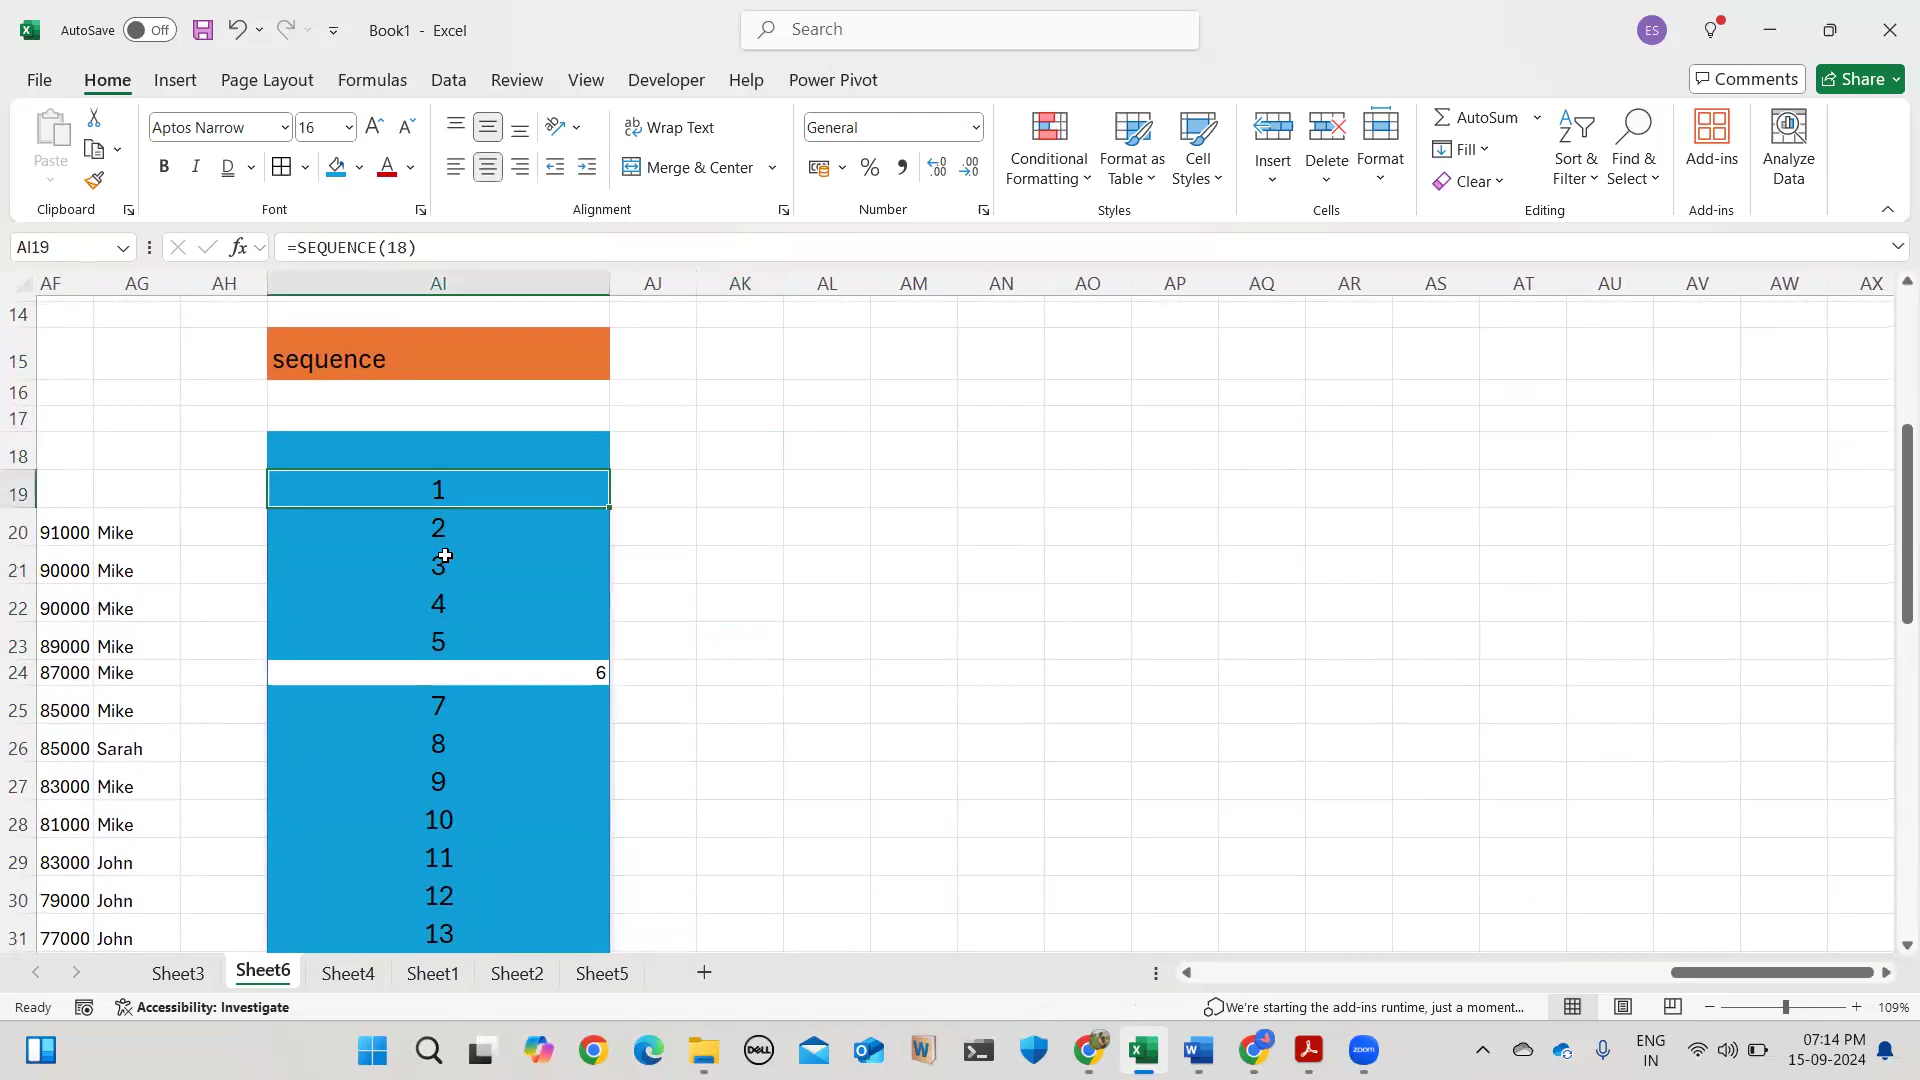 AutoSave Off Book1 - Excel Search ES
File Home Insert Page Layout Formulas Data Review View Developer Help Power Pivot Comments Share
Paste Aptos Narrow 16 Wrap Text General Conditional Formatting Format as Table Cell Styles Insert Delete Format AutoSum Sort & Filter Find & Select Add-ins Analyze Data
B I D A Merge & Center % , .00 Fill
Clear
Clipboard Font Alignment Number Styles Cells Editing Add-ins
AI19 fx =SEQUENCE(18)
AF AG AH AI AJ AK AL AM AN AO AP AQ AR AS AT AU AV AW AX
14
15 sequence
16
17
18
19 1
20 91000 Mike 2
21 90000 Mike 3
22 90000 Mike 4
23 89000 Mike 5
24 87000 Mike 6
25 85000 Mike 7
26 85000 Sarah 8
27 83000 Mike 9
28 81000 Mike 10
29 83000 John 11
30 79000 John 12
31 77000 John 13
Sheet3 Sheet6 Sheet4 Sheet1 Sheet2 Sheet5
Ready Accessibility: Investigate We're starting the add-ins runtime, just a moment... 109%
DELL W zoom ENG IN 07:14 PM 15-09-2024